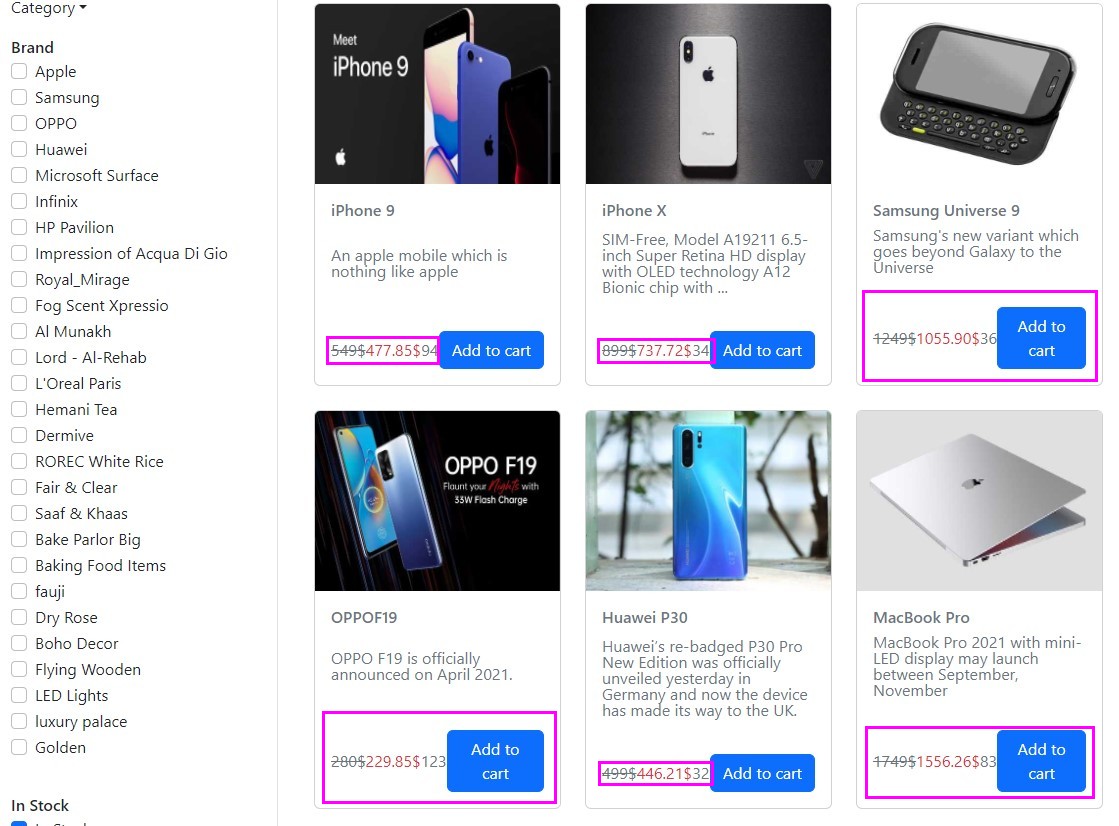 Category
Brand
Apple
Samsung
OPPO
Huawei
Microsoft Surface
Infinix
HP Pavilion
Impression of Acqua Di Gio
Royal_Mirage
Fog Scent Xpressio
Al Munakh
Lord - Al-Rehab
L'Oreal Paris
Hemani Tea
Dermive
ROREC White Rice
Fair & Clear
Saaf & Khaas
Bake Parlor Big
Baking Food Items
fauji
Dry Rose
Boho Decor
Flying Wooden
LED Lights
luxury palace
Golden
In Stock
Meet
iPhone 9
iPhone 9
An apple mobile which is
nothing like apple
549$477.85$94 Add to cart
iPhone
iPhone X
SIM-Free, Model A19211 6.5-
inch Super Retina HD display
with OLED technology A12
Bionic chip with ...
899$737.72$34 Add to cart
Samsung Universe 9
Samsung's new variant which
goes beyond Galaxy to the
Universe
1249$1055.90$36 Add to
cart
OPPO F19
Flaunt your Nights with
33W Flash Charge
OPPOF19
OPPO F19 is officially
announced on April 2021.
280$229.85$123 Add to
cart
Huawei P30
Huawei's re-badged P30 Pro
New Edition was officially
unveiled yesterday in
Germany and now the device
has made its way to the UK.
499$446.21$32 Add to cart
MacBook Pro
MacBook Pro 2021 with mini-
LED display may launch
between September,
November
1749$1556.26$83 Add to
cart